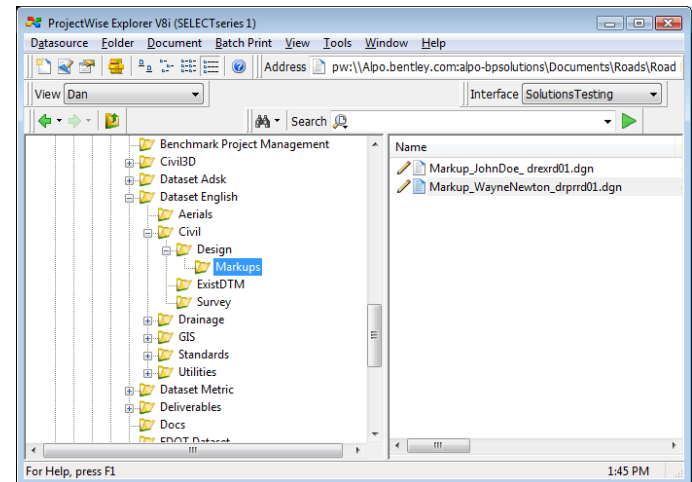 ProjectWise Explorer V8i (SELECTseries 1)
Datasource Folder Document Batch Print View Tools Window Help
Address pw:\\Alpo.bentley.com:alpo-bpsolutions\Documents\Roads\Road
View Dan Interface SolutionsTesting
Search
Benchmark Project Management
Civil3D
Dataset Adsk
Dataset English
Aerials
Civil
Design
Markups
ExistDTM
Survey
Drainage
GIS
Standards
Utilities
Dataset Metric
Deliverables
Docs
FDOT Dataset
Name
Markup_JohnDoe_ drexrd01.dgn
Markup_WayneNewton_drprrd01.dgn
For Help, press F1 1:45 PM